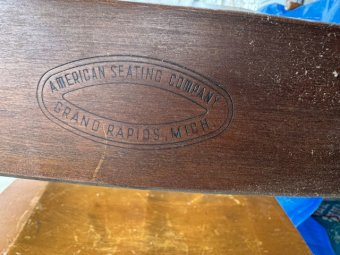 AMERICAN SEATING COMPANY
GRAND RAPIDS, MICH.